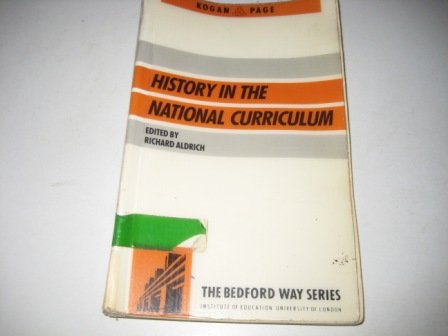 KOGAN PAGE
HISTORY IN THE
NATIONAL CURRICULUM
EDITED BY
RICHARD ALDRICH
THE BEDFORD WAY SERIES
INSTITUTE OF EDUCATION UNIVERSITY OF LONDON